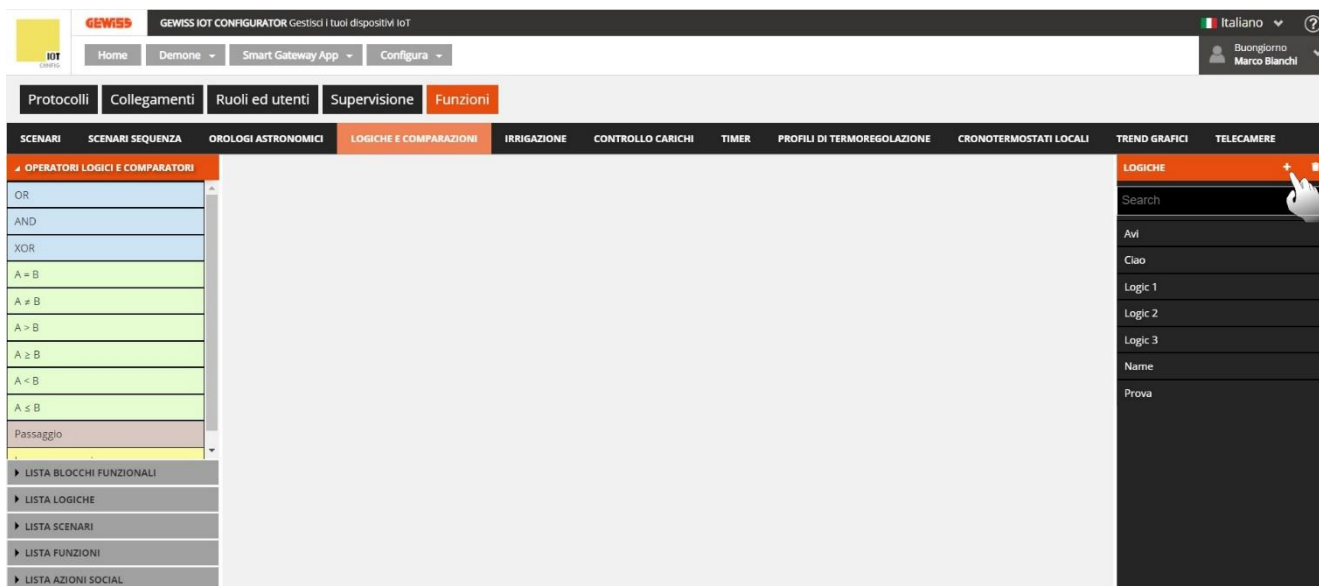 GEWISS
GEWISS IOT CONFIGURATOR Gestisci i tuoi dispositivi IoT
Italiano
?
IOT
CONFIG
Home
Demone
Smart Gateway App
Configura
Buongiorno
Marco Bianchi
Protocolli
Collegamenti
Ruoli ed utenti
Supervisione
Funzioni
SCENARI
SCENARI SEQUENZA
OROLOGI ASTRONOMICI
LOGICHE E COMPARAZIONI
IRRIGAZIONE
CONTROLLO CARICHI
TIMER
PROFILI DI TERMOREGOLAZIONE
CRONOTERMOSTATI LOCALI
TREND GRAFICI
TELECAMERE
OPERATORI LOGICI E COMPARATORI
OR
AND
XOR
A = B
A ≠ B
A > B
A ≥ B
A < B
A ≤ B
Passaggio
LISTA BLOCCHI FUNZIONALI
LISTA LOGICHE
LISTA SCENARI
LISTA FUNZIONI
LISTA AZIONI SOCIAL
LOGICHE +
Search
Avi
Ciao
Logic 1
Logic 2
Logic 3
Name
Prova